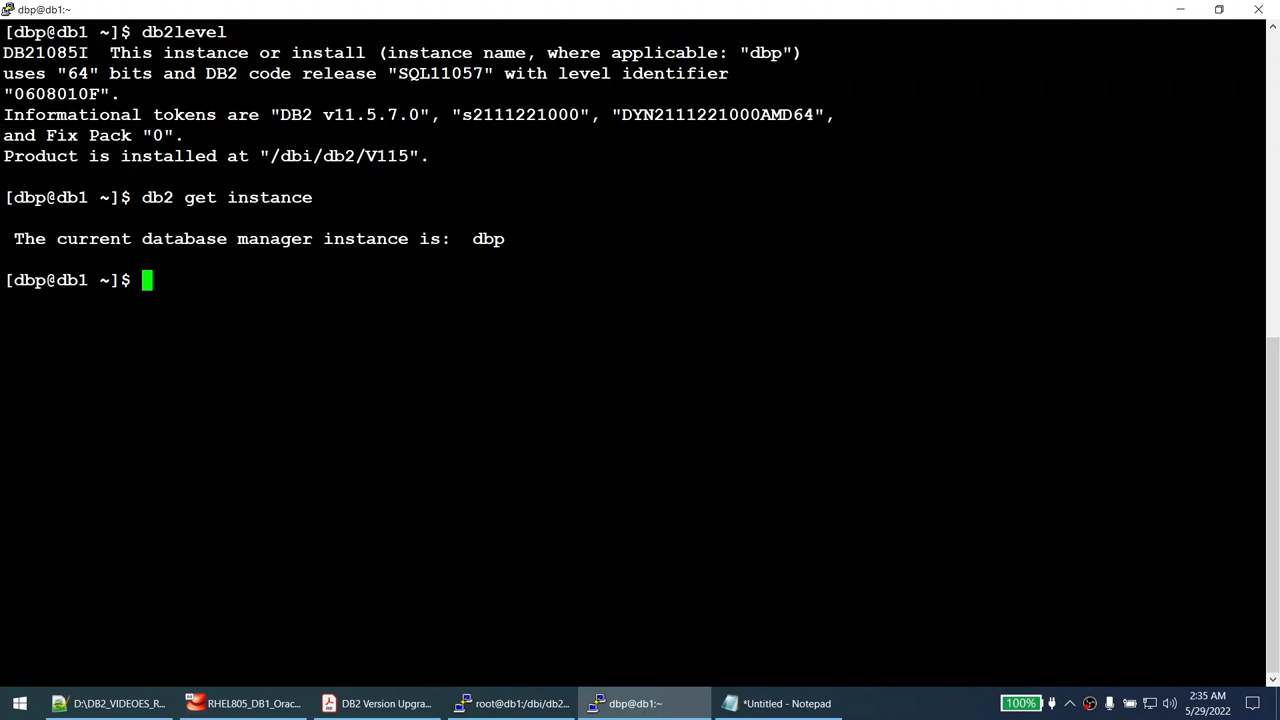 dbp@db1:~
[dbp@db1 ~]$ db2level
DB21085I  This instance or install (instance name, where applicable: "dbp")
uses "64" bits and DB2 code release "SQL11057" with level identifier
"0608010F".
Informational tokens are "DB2 v11.5.7.0", "s2111221000", "DYN2111221000AMD64",
and Fix Pack "0".
Product is installed at "/dbi/db2/V115".
[dbp@db1 ~]$ db2 get instance
The current database manager instance is:  dbp
[dbp@db1 ~]$
D:\DB2_VIDEOES_R...
RHEL805_DB1_Orac...
DB2 Version Upgra...
root@db1:/dbi/db2...
dbp@db1:~
*Untitled - Notepad
100%
2:35 AM
5/29/2022